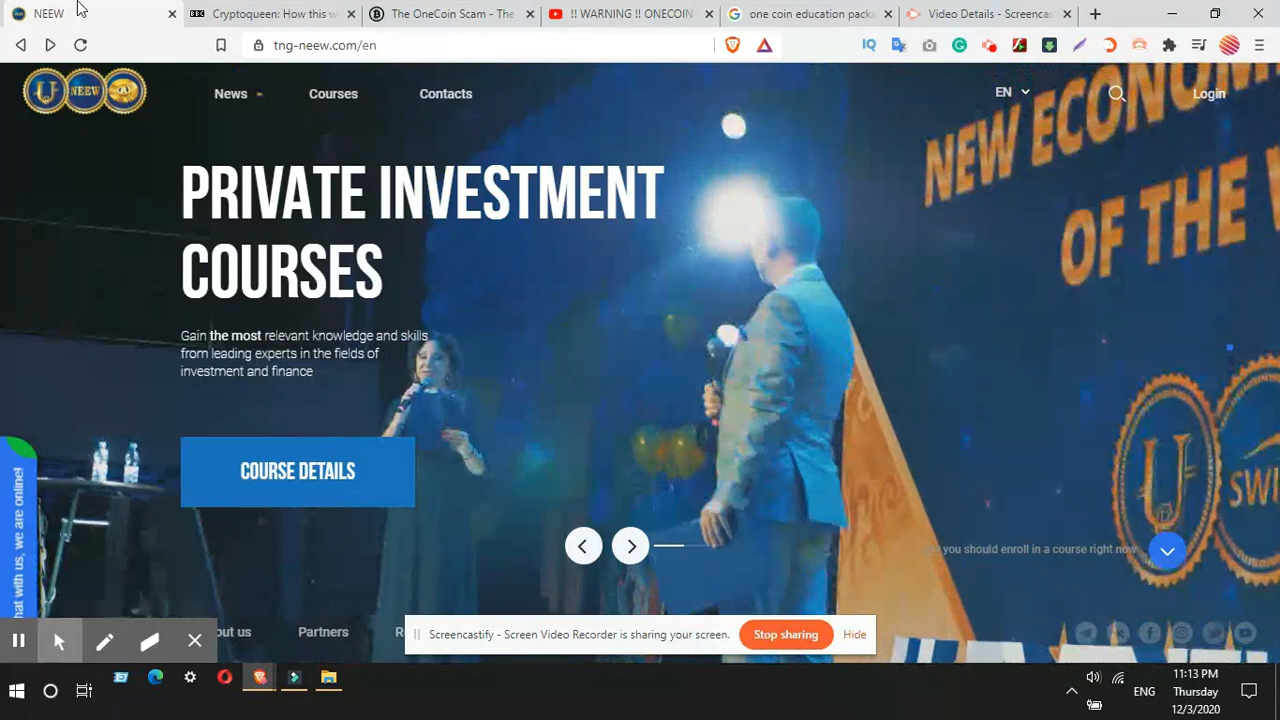 NEEW
Cryptoqueen: How this w
The OneCoin Scam - The
!! WARNING !! ONECOIN
one coin education packa
Video Details - Screencas
tng-neew.com/en
NEEW
News
Courses
Contacts
EN
Login
PRIVATE INVESTMENT
COURSES
NEW ECONOM
OF THE W
Gain the most relevant knowledge and skills
from leading experts in the fields of
investment and finance
COURSE DETAILS
hat with us, we are online!
SWI
you should enroll in a course right now
out us
Partners
R
Screencastify - Screen Video Recorder is sharing your screen.
Stop sharing
Hide
ENG
11:13 PM
Thursday
12/3/2020